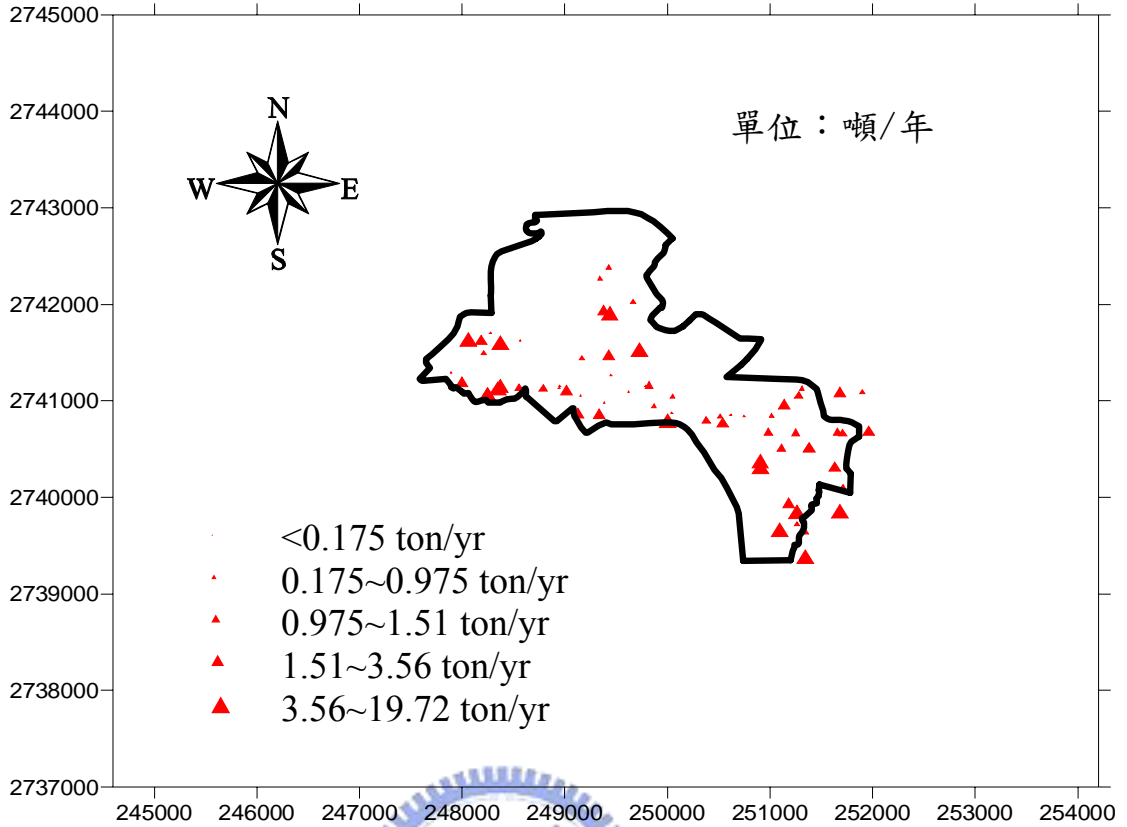 2745000
2744000
2743000
2742000
2741000
2740000
2739000
2738000
2737000
N
W E
S
單位：噸/年
<0.175 ton/yr
0.175~0.975 ton/yr
0.975~1.51 ton/yr
1.51~3.56 ton/yr
3.56~19.72 ton/yr
245000 246000 247000 248000 249000 250000 251000 252000 253000 254000